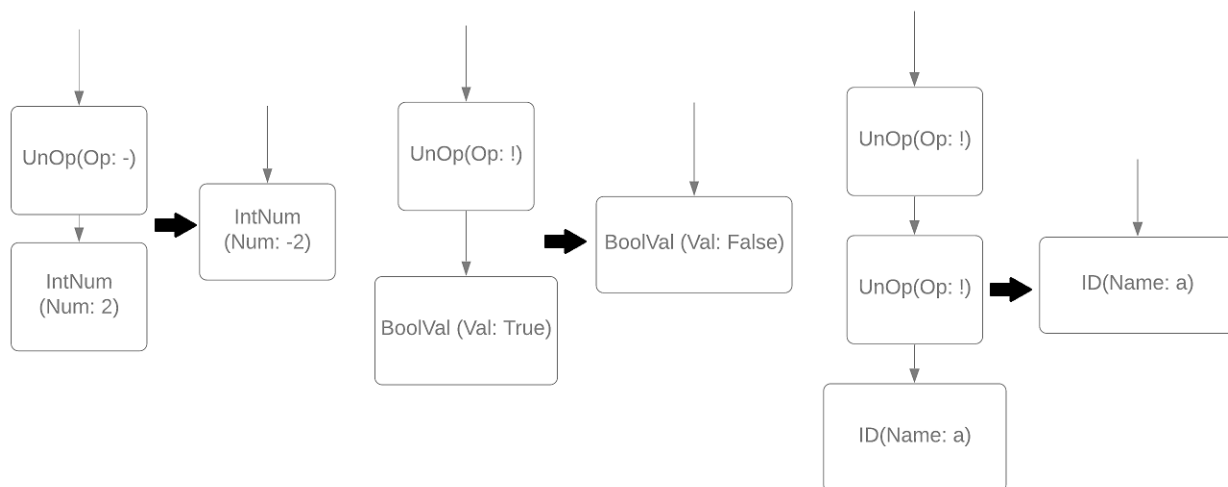 UnOp(Op: -)
IntNum
(Num: 2)
IntNum
(Num: -2)
UnOp(Op: !)
BoolVal (Val: True)
BoolVal (Val: False)
UnOp(Op: !)
UnOp(Op: !)
ID(Name: a)
ID(Name: a)